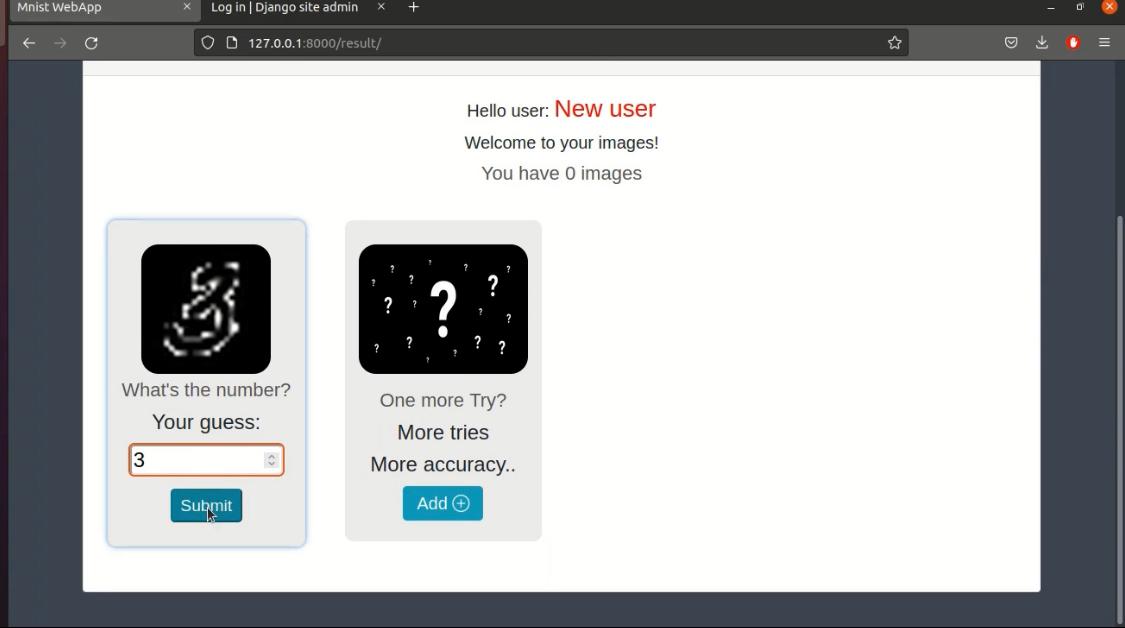 Mnist WebApp
Log in | Django site admin
127.0.0.1:8000/result/
Hello user: New user
Welcome to your images!
You have 0 images
3
What's the number?
Your guess:
3
Submit
? ? ? ? ? ? ? ? ? ? ? ? ? ? ? ? ? ? ?
One more Try?
More tries
More accuracy..
Add